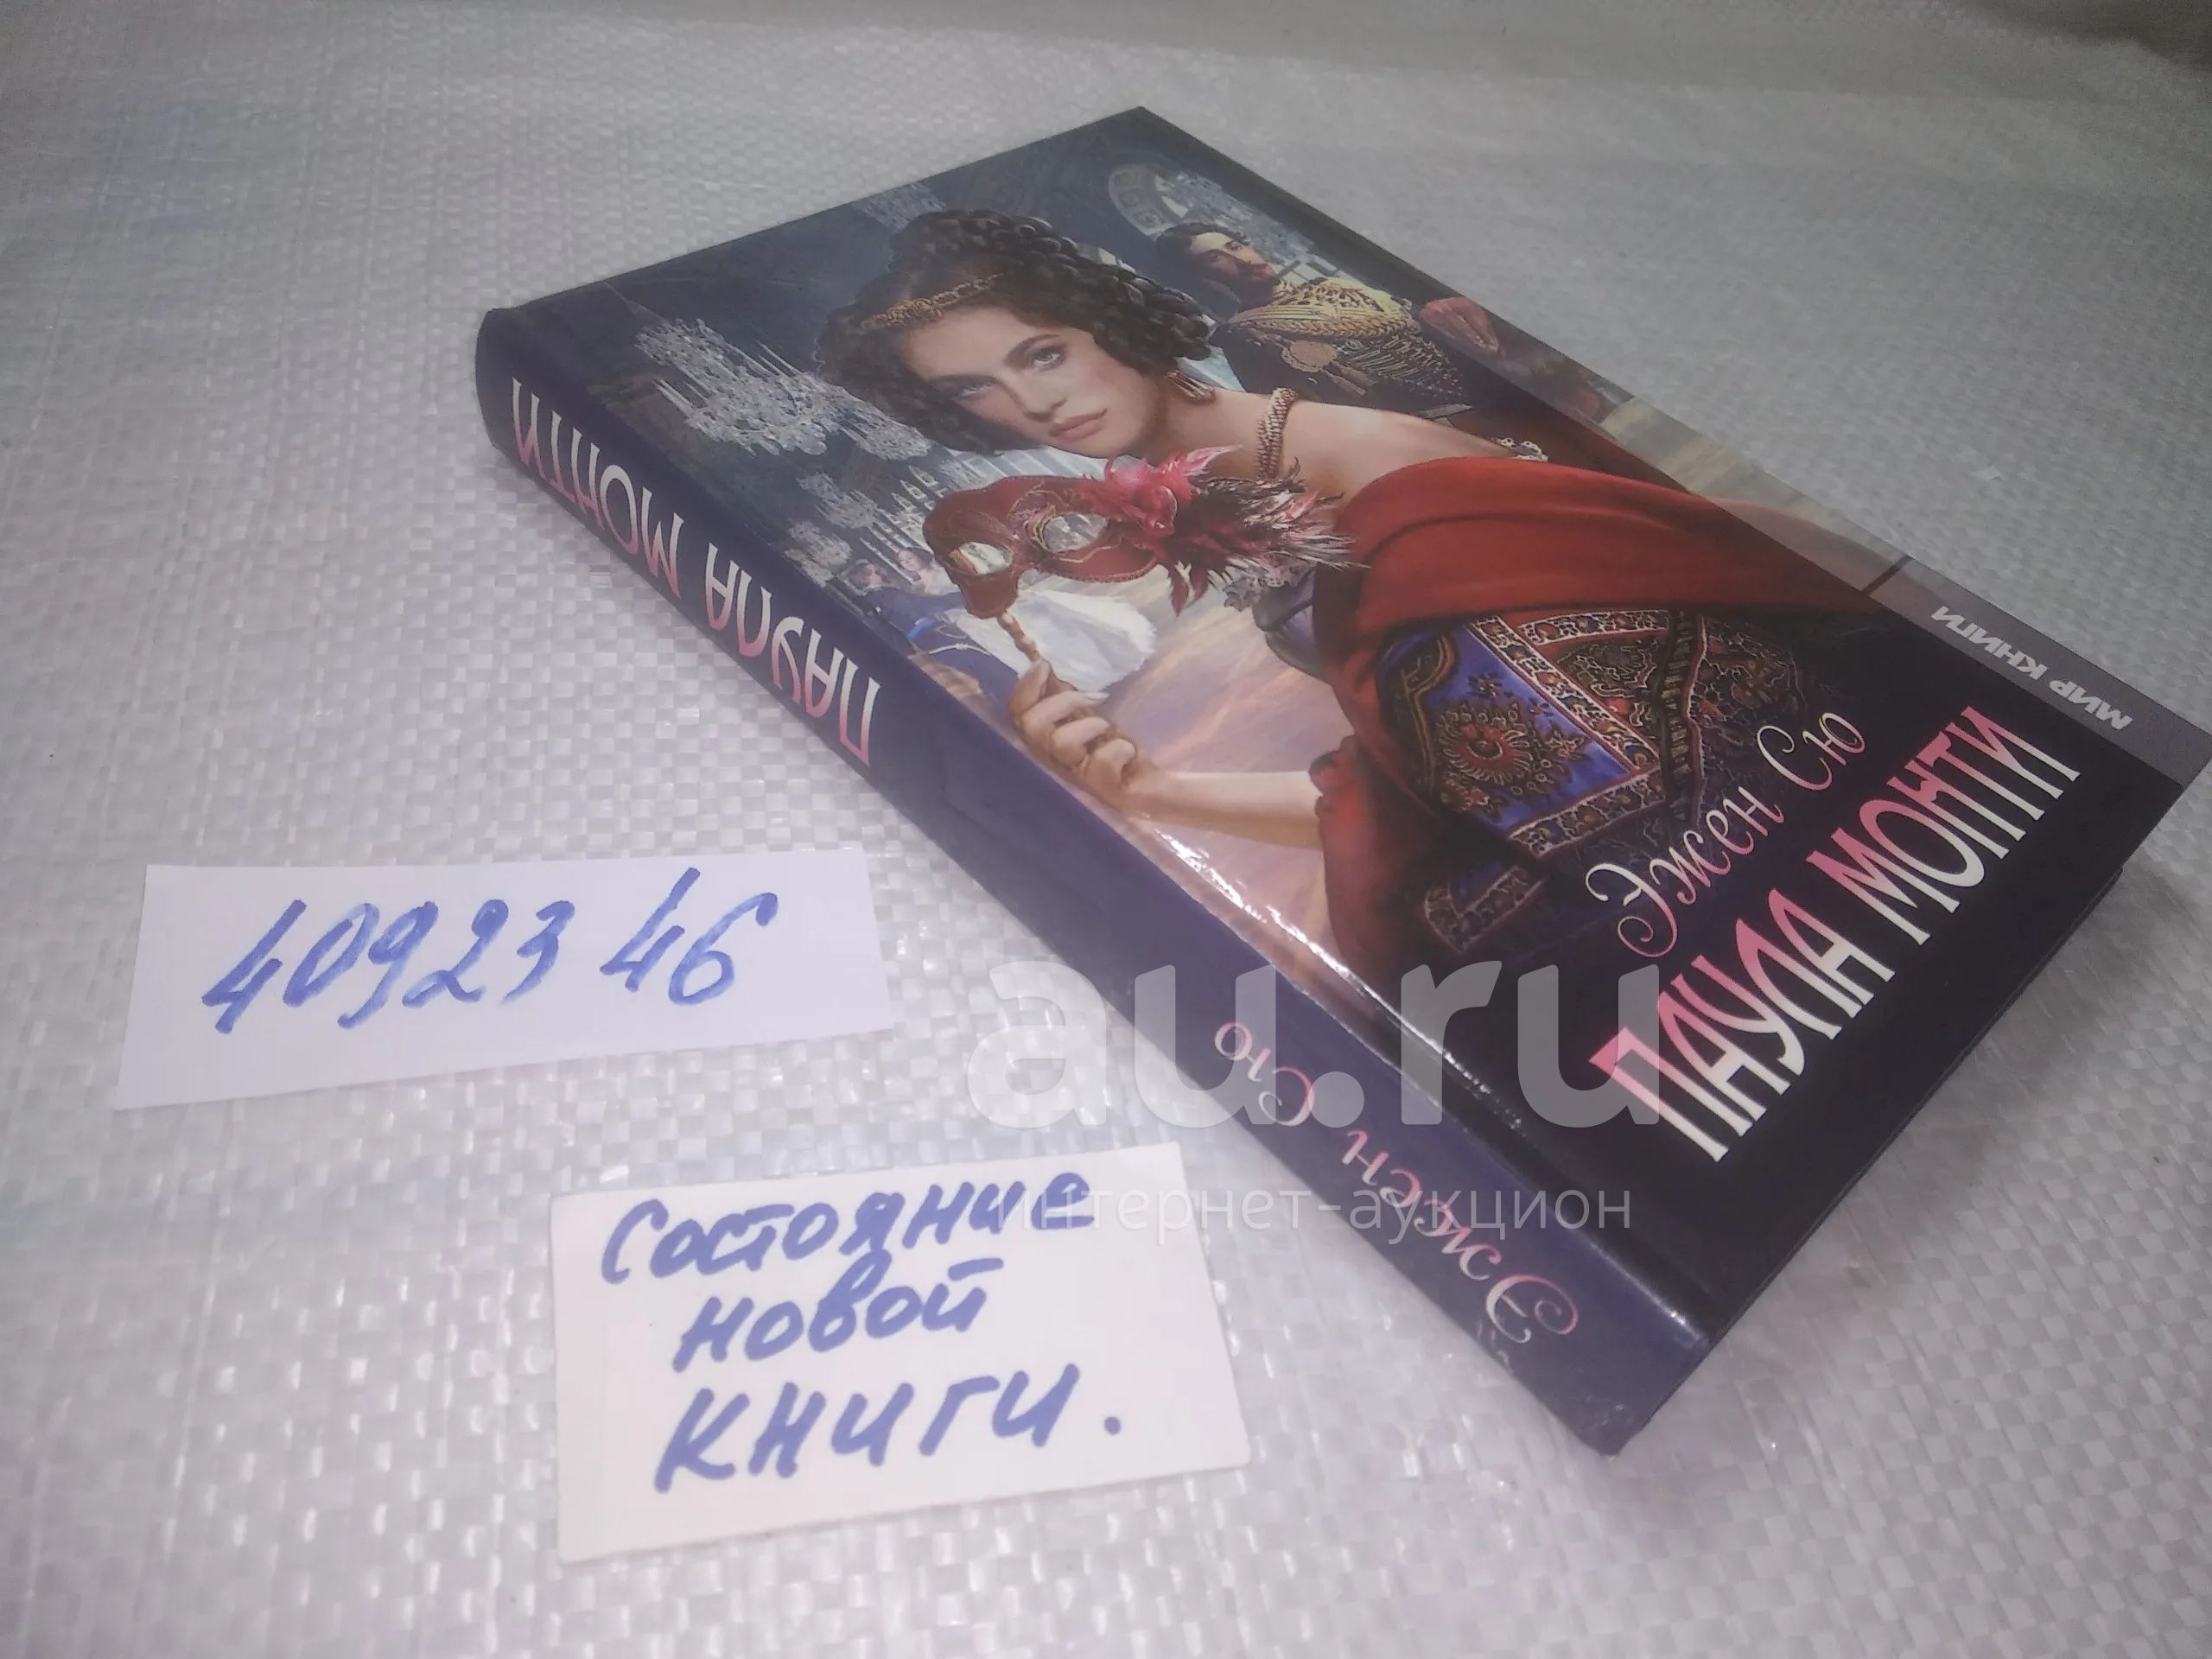 МИР КНИГИ
Эжен Сю
ПАУЛА МОНТИ
ПАУЛА МОНТИ
Эжен Сю
4092346
Состояние
новой
книги.
au.ru
интернет-аукцион